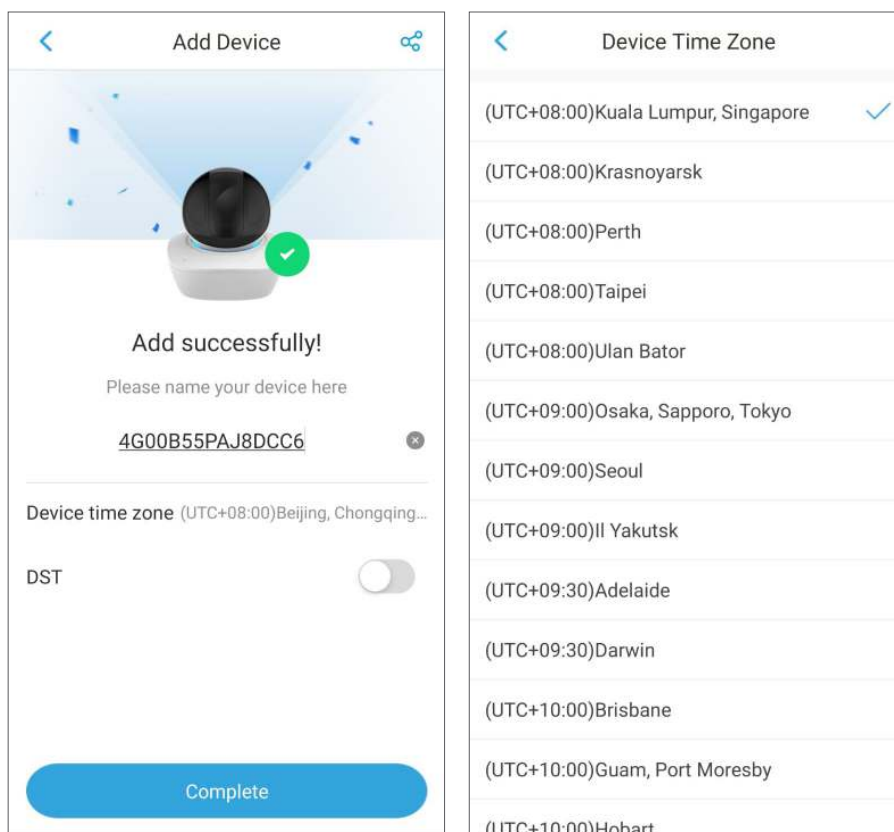 Add Device
Add successfully!
Please name your device here
4G00B55PAJ8DCC6
Device time zone (UTC+08:00)Beijing, Chongqing...
DST
Complete
Device Time Zone
(UTC+08:00)Kuala Lumpur, Singapore
(UTC+08:00)Krasnoyarsk
(UTC+08:00)Perth
(UTC+08:00)Taipei
(UTC+08:00)Ulan Bator
(UTC+09:00)Osaka, Sapporo, Tokyo
(UTC+09:00)Seoul
(UTC+09:00)Il Yakutsk
(UTC+09:30)Adelaide
(UTC+09:30)Darwin
(UTC+10:00)Brisbane
(UTC+10:00)Guam, Port Moresby
(UTC+10:00)Hobart